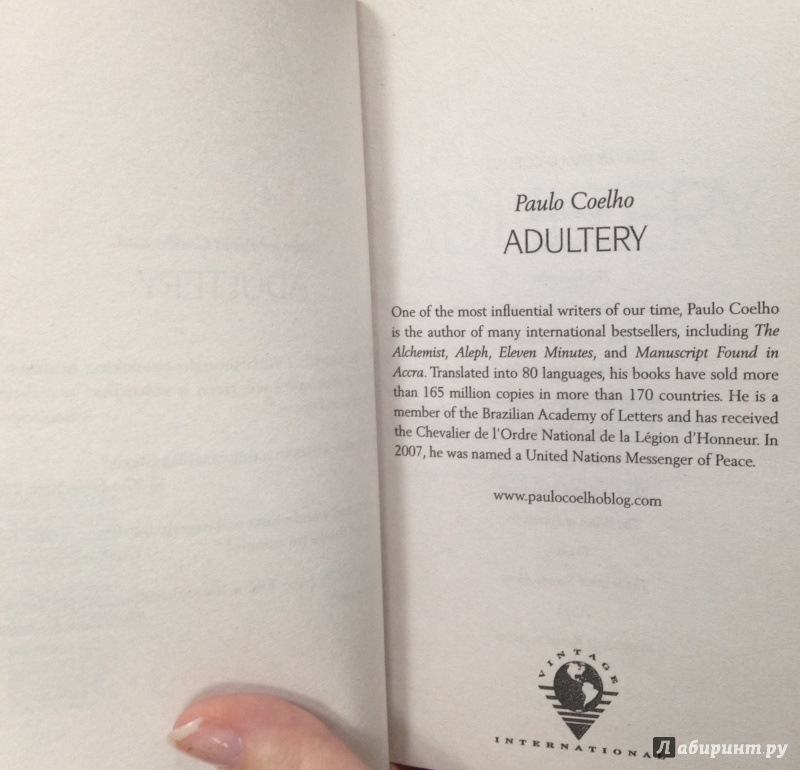 Paulo Coelho
ADULTERY
One of the most influential writers of our time, Paulo Coelho
is the author of many international bestsellers, including The
Alchemist, Aleph, Eleven Minutes, and Manuscript Found in
Accra. Translated into 80 languages, his books have sold more
than 165 million copies in more than 170 countries. He is a
member of the Brazilian Academy of Letters and has received
the Chevalier de l'Ordre National de la Légion d'Honneur. In
2007, he was named a United Nations Messenger of Peace.
www.paulocoelhoblog.com
VINTAGE
INTERNATIONAL
Лабиринт.ру